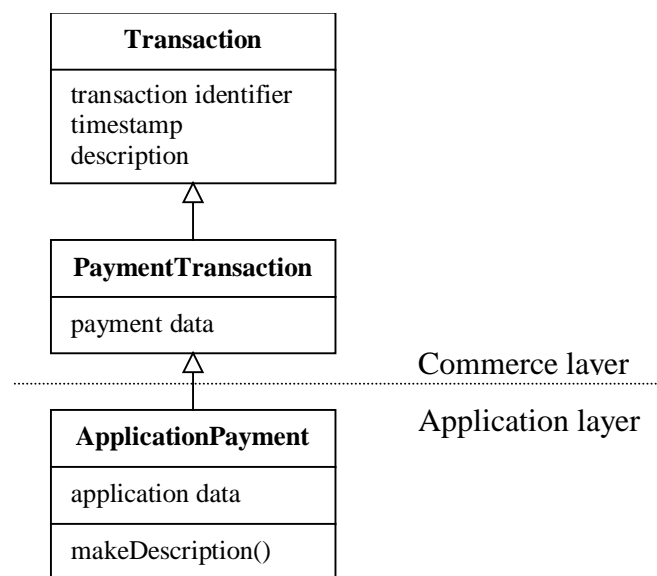 Transaction
transaction identifier
timestamp
description
PaymentTransaction
payment data
Commerce layer
Application layer
ApplicationPayment
application data
makeDescription()